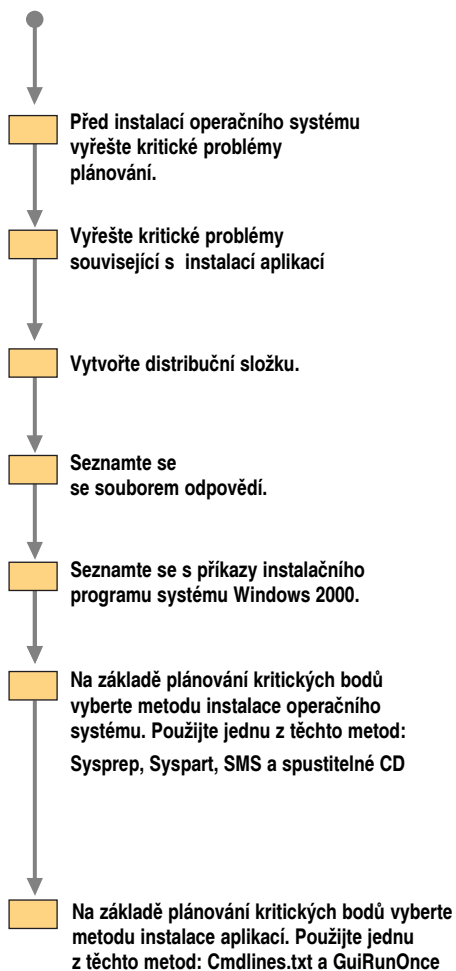 Před instalací operačního systému
vyřešte kritické problémy
plánování.
Vyřešte kritické problémy
související s instalací aplikací
Vytvořte distribuční složku.
Seznamte se
se souborem odpovědí.
Seznamte se s příkazy instalačního
programu systému Windows 2000.
Na základě plánování kritických bodů
vyberte metodu instalace operačního
systému. Použijte jednu z těchto metod:
Sysprep, Syspart, SMS a spustitelné CD
Na základě plánování kritických bodů vyberte
metodu instalace aplikací. Použijte jednu
z těchto metod: Cmdlines.txt a GuiRunOnce